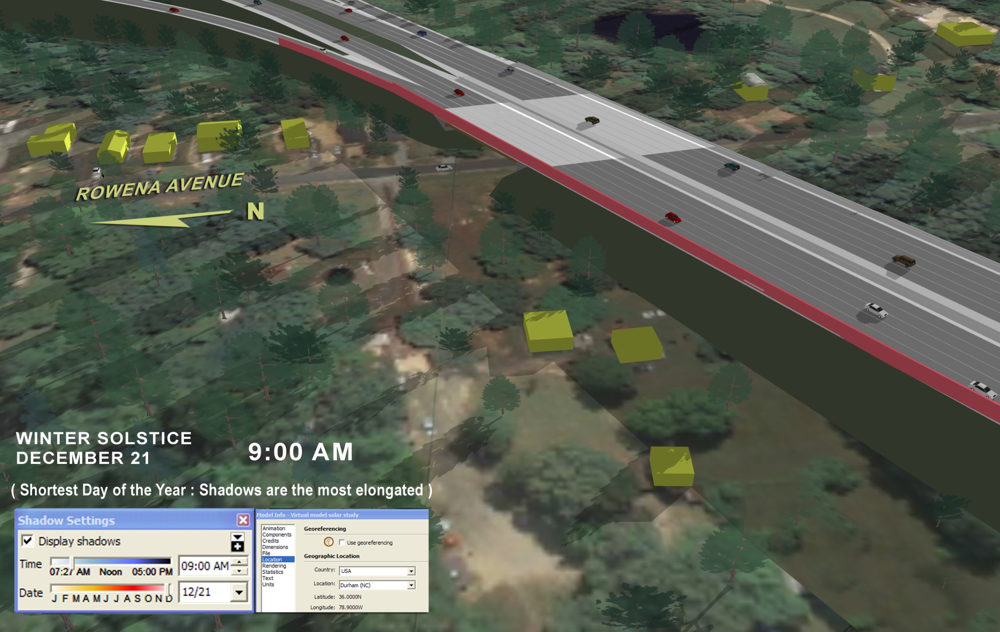 ROWENA AVENUE
N
WINTER SOLSTICE
DECEMBER 21
9:00 AM
( Shortest Day of the Year : Shadows are the most elongated )
Shadow Settings
Display shadows
Time
07:27 AM Noon 05:00 PM
09:00 AM
Date
J F M A M J J A S O N D
12/21
Model Info - Virtual model solar study
Animation
Components
Credits
Dimensions
File
Location
Rendering
Statistics
Text
Units
Georeferencing
Use georeferencing
Geographic Location
Country: USA
Location: Durham (NC)
Latitude: 36.0000N
Longitude: 78.9000W